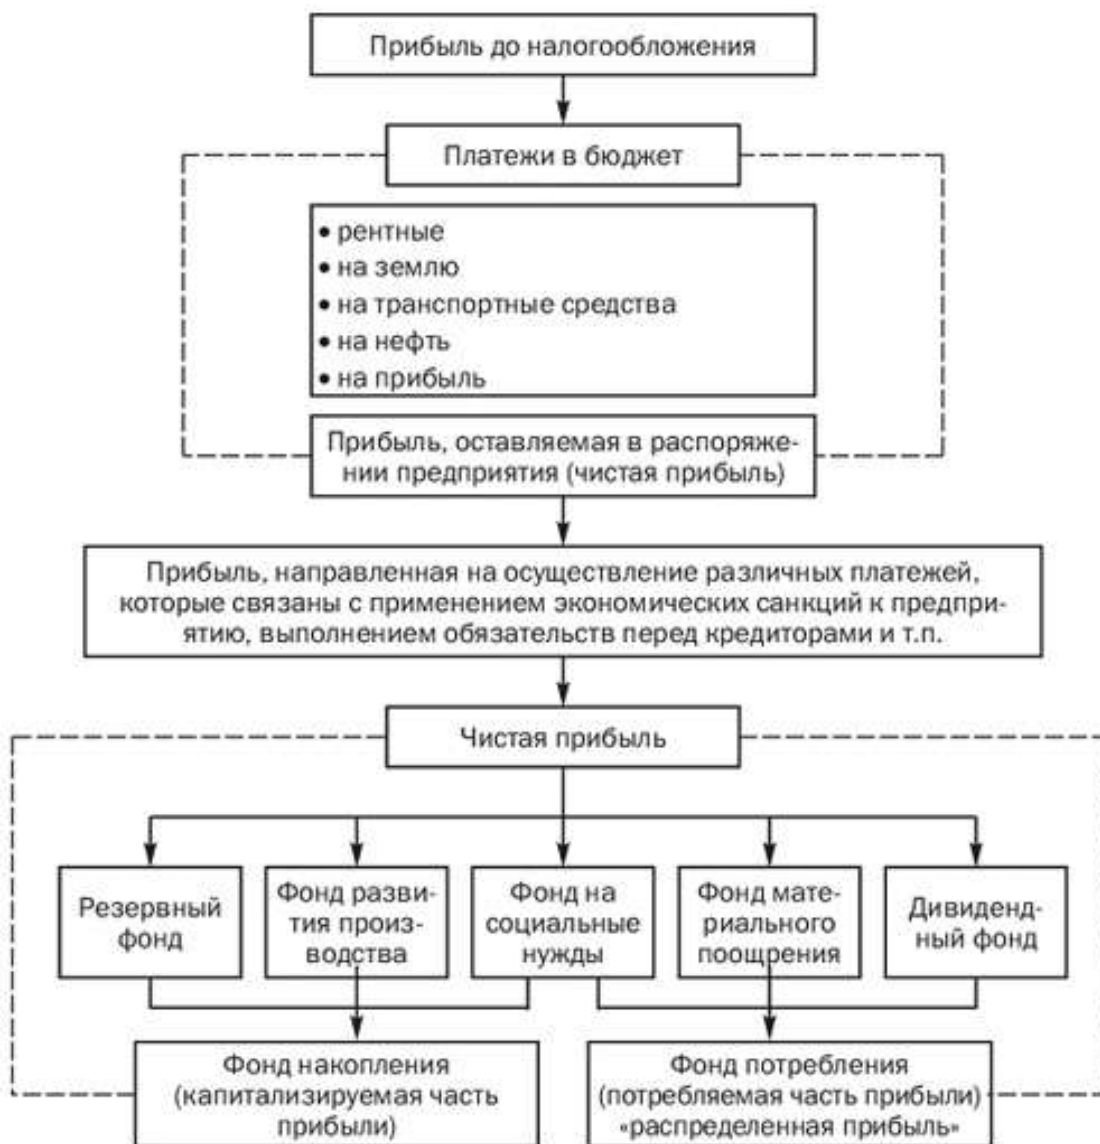 Прибыль до налогообложения
Платежи в бюджет
• рентные
• на землю
• на транспортные средства
• на нефть
• на прибыль
Прибыль, оставляемая в распоряже-
нии предприятия (чистая прибыль)
Прибыль, направленная на осуществление различных платежей,
которые связаны с применением экономических санкций к предпри-
ятию, выполнением обязательств перед кредиторами и т.п.
Чистая прибыль
Резервный
фонд
Фонд разви-
тия произ-
водства
Фонд на
социальные
нужды
Фонд мате-
риального
поощрения
Дивиденд-
ный фонд
Фонд накопления
(капитализируемая часть
прибыли)
Фонд потребления
(потребляемая часть прибыли)
«распределенная прибыль»